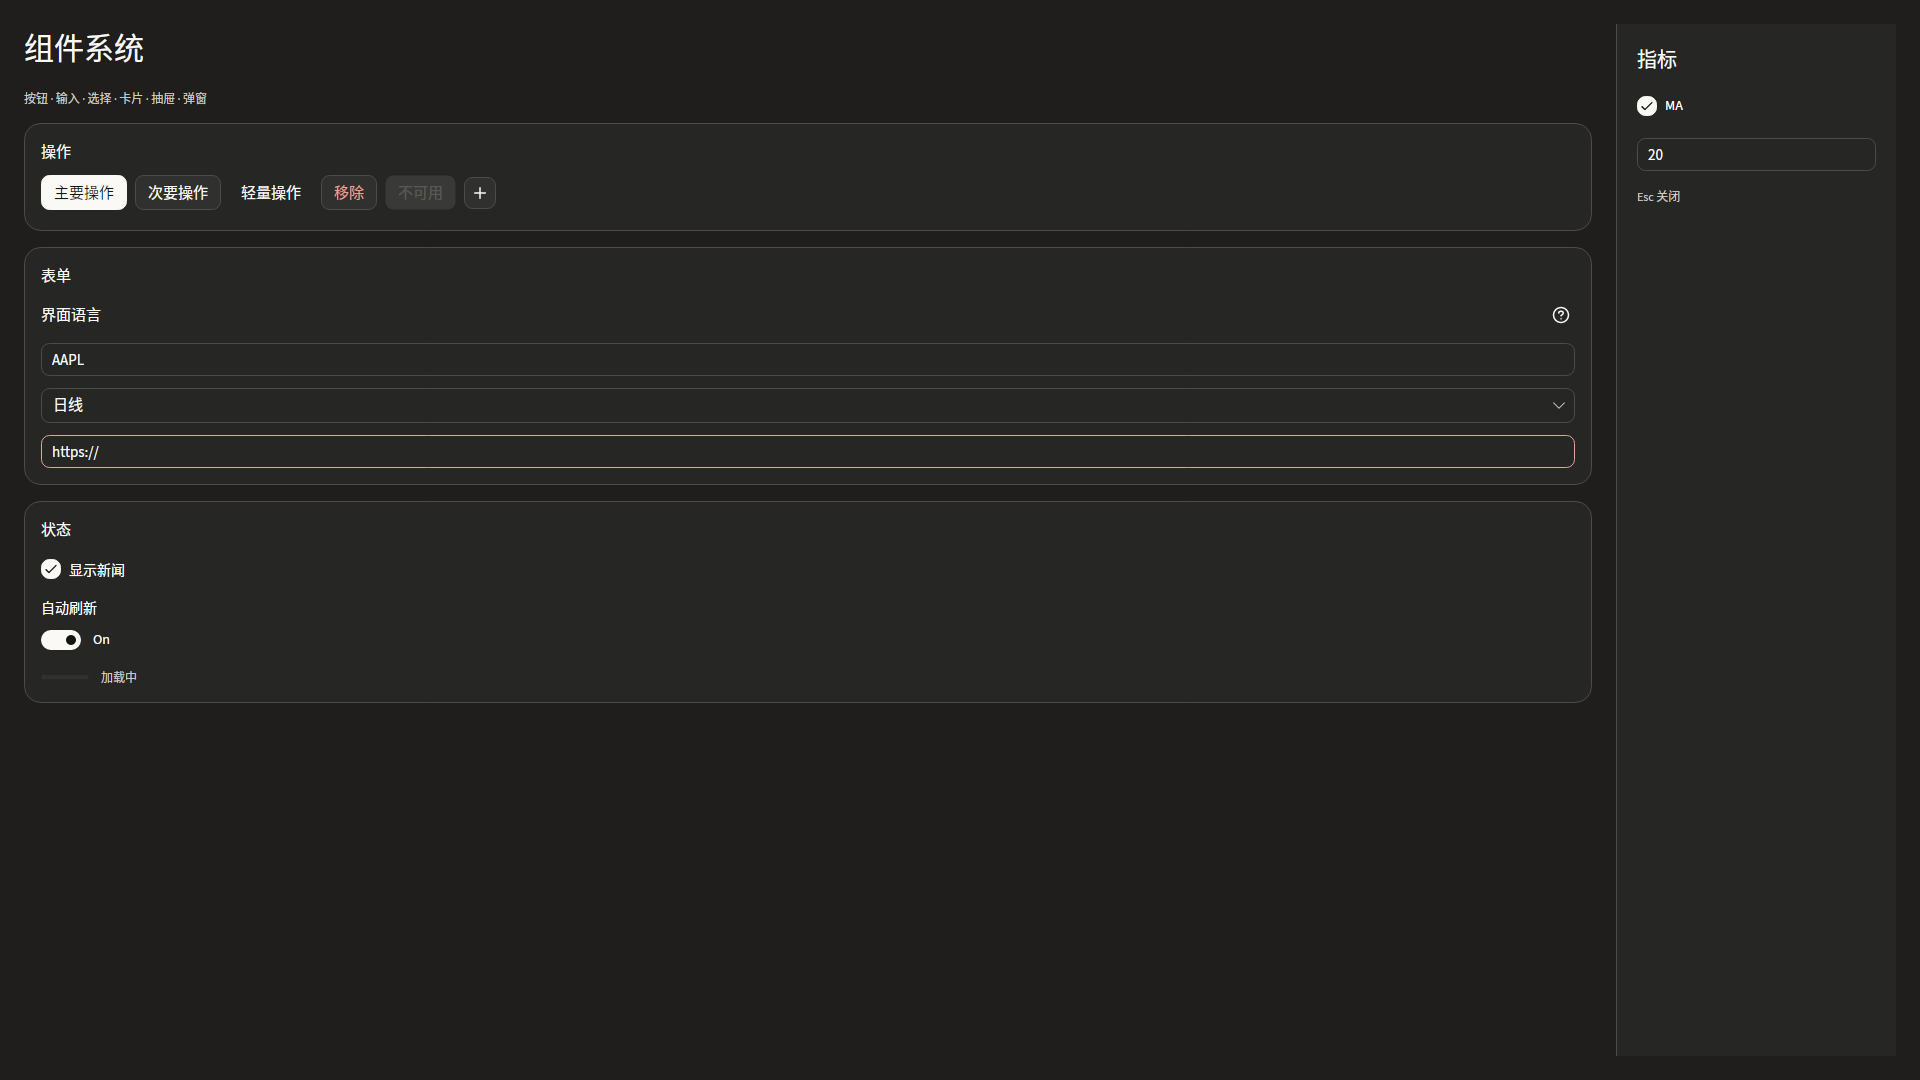 组件系统
按钮 · 输入 · 选择 · 卡片 · 抽屉 · 弹窗
操作
主要操作 次要操作 轻量操作 移除 不可用
表单
界面语言
AAPL
日线
https://
状态
显示新闻
自动刷新
On
加载中
指标
MA
20
Esc 关闭